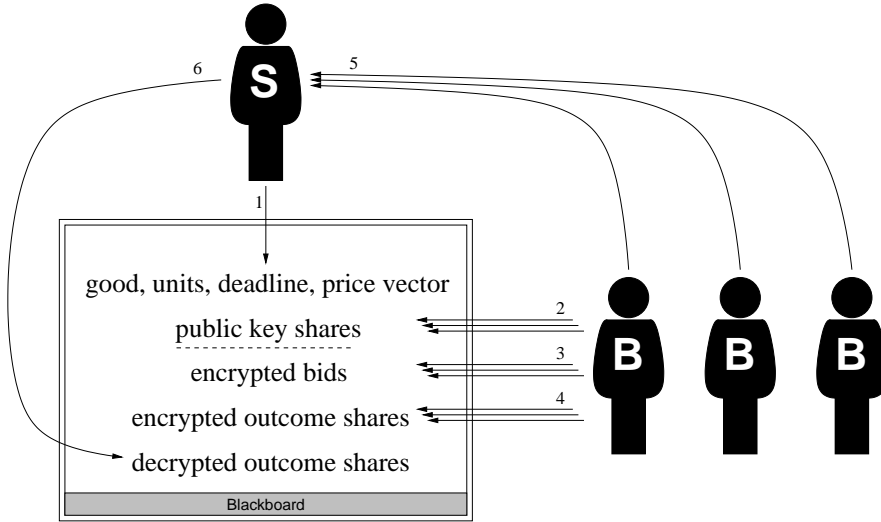 6
5
S
1
good, units, deadline, price vector
public key shares
2
encrypted bids
3
encrypted outcome shares
4
decrypted outcome shares
B
B
B
Blackboard